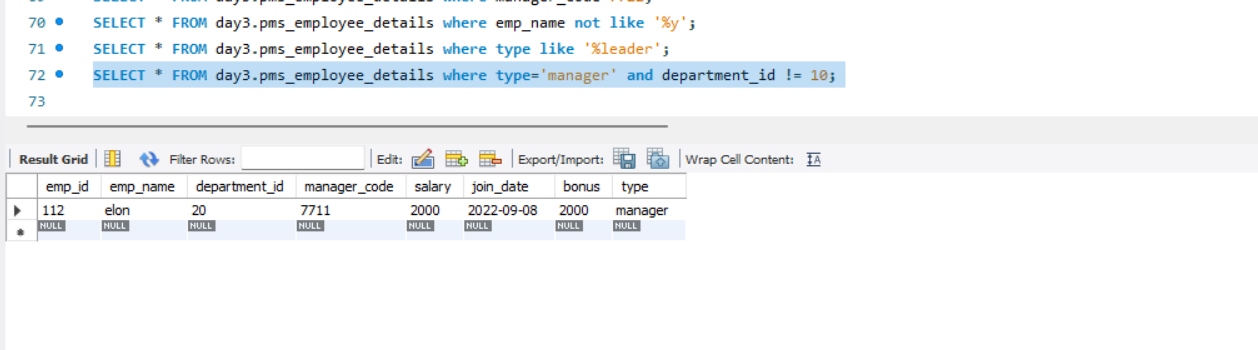 70 SELECT * FROM day3.pms_employee_details where emp_name not like '%y';
71 SELECT * FROM day3.pms_employee_details where type like '%leader';
72 SELECT * FROM day3.pms_employee_details where type='manager' and department_id != 10;
73
Result Grid Filter Rows: Edit: Export/Import: Wrap Cell Content: IA
emp_id emp_name department_id manager_code salary join_date bonus type
112 elon 20 7711 2000 2022-09-08 2000 manager
NULL NULL NULL NULL NULL NULL NULL NULL